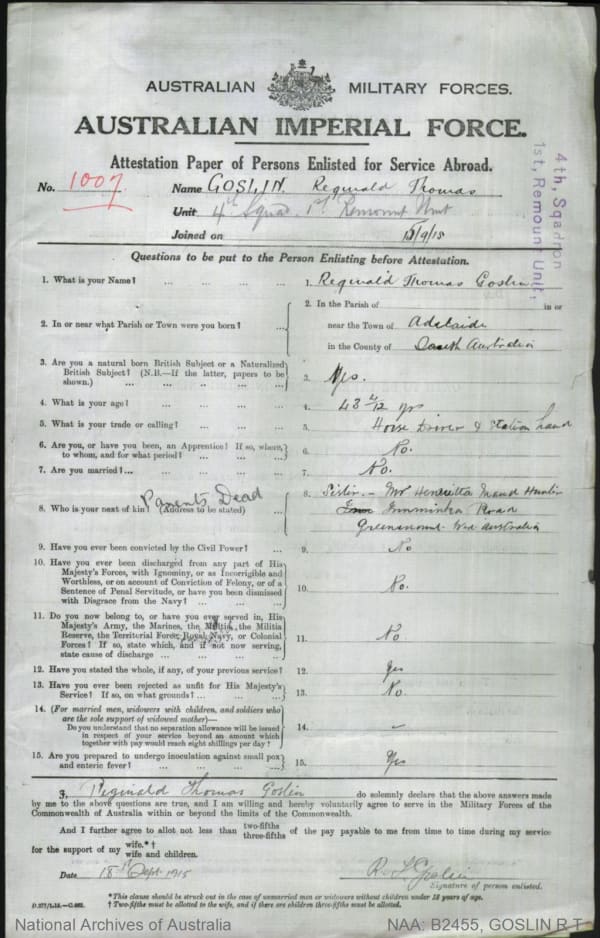 AUSTRALIAN MILITARY FORCES.
AUSTRALIAN IMPERIAL FORCE.
Attestation Paper of Persons Enlisted for Service Abroad.
4th, Sqadron
1st, Remount Unit,
No. 1007 Name GOSLIN Reginald Thomas
Unit 4th Squad. 1st Remount Unit
Joined on 18/9/15
Questions to be put to the Person Enlisting before Attestation.
1. What is your Name? ... ... ... ... 1. Reginald Thomas Goslin
2. In or near what Parish or Town were you born? ... 2. In the Parish of in or
near the Town of Adelaide
in the County of South Australia
3. Are you a natural born British Subject or a Naturalized
British Subject? (N.B.—If the latter, papers to be
shown.) ... ... ... ... 3. Yes.
4. What is your age? ... ... ... ... 4. 43 4/12 yrs
5. What is your trade or calling? ... ... ... 5. Horse Driver & Station hand
6. Are you, or have you been, an Apprentice? If so, where,
to whom, and for what period? ... ... ... 6. No.
7. Are you married? ... ... ... ... 7. No.
Parents Dead
8. Who is your next of kin? (Address to be stated) ... 8. Sister - Mrs Henrietta Maud
Innminka Road
Greenmount West Australia
9. Have you ever been convicted by the Civil Power? ... 9. No
10. Have you ever been discharged from any part of His
Majesty's Forces, with Ignominy, or as Incorrigible and
Worthless, or on account of Conviction of Felony, or of a
Sentence of Penal Servitude, or have you been dismissed
with Disgrace from the Navy? ... ... ... 10. No.
11. Do you now belong to, or have you ever served in, His
Majesty's Army, the Marines, the Militia, the Militia
Reserve, the Territorial Force, Royal Navy, or Colonial
Forces? If so, state which, and if not now serving,
state cause of discharge ... ... ... 11. No
12. Have you stated the whole, if any, of your previous service? 12. Yes
13. Have you ever been rejected as unfit for His Majesty's
Service? If so, on what grounds? ... ... ... 13. No.
14. (For married men, widowers with children, and soldiers who
are the sole support of widowed mother)—
Do you understand that no separation allowance will be issued
in respect of your service beyond an amount which
together with pay would reach eight shillings per day? 14. –
15. Are you prepared to undergo inoculation against small pox
and enteric fever? ... ... ... ... 15. Yes
I, Reginald Thomas Goslin do solemnly declare that the above answers made
by me to the above questions are true, and I am willing and hereby voluntarily agree to serve in the Military Forces of the
Commonwealth of Australia within or beyond the limits of the Commonwealth.
And I further agree to allot not less than two-fifths three-fifths of the pay payable to me from time to time during my service
for the support of my wife.*† wife and children.
Date 18th Sept. 1915 R. T. Goslin
Signature of person enlisted.
*This clause should be struck out in the case of unmarried men or widowers without children under 18 years of age.
† Two-fifths must be allotted to the wife, and if there are children three-fifths must be allotted.
National Archives of Australia NAA: B2455, GOSLIN R T